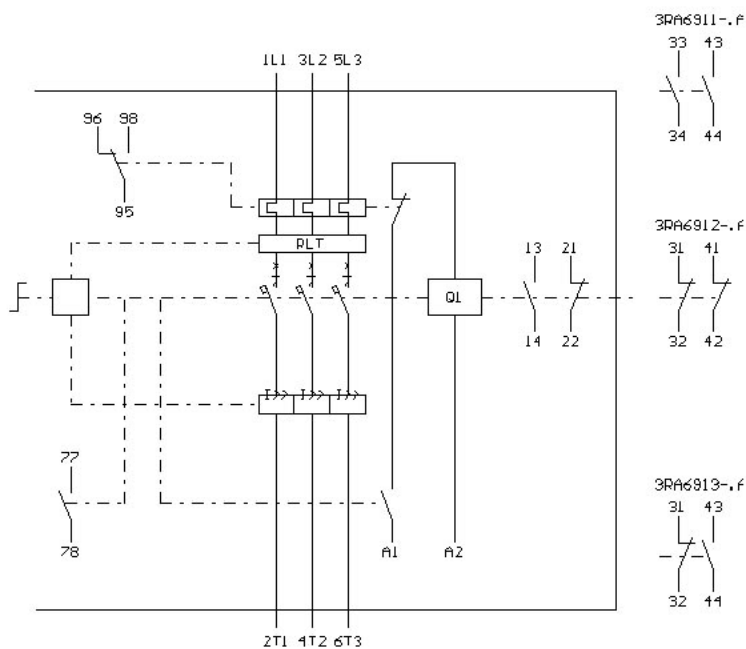 3RA6911-.A
1L1 3L2 5L3
33 43
96 98
34 44
95
3RA6912-.A
RLT
13 21
31 41
Q1
14 22
32 42
I>> I>> I>>
77
3RA6913-.A
31 43
78
A1 A2
32 44
2T1 4T2 6T3